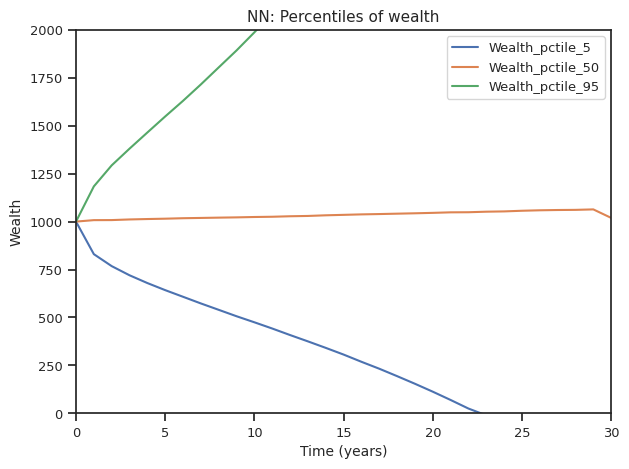 NN: Percentiles of wealth
Wealth_pctile_5
Wealth_pctile_50
Wealth_pctile_95
Wealth
2000
1750
1500
1250
1000
750
500
250
0
0 5 10 15 20 25 30
Time (years)